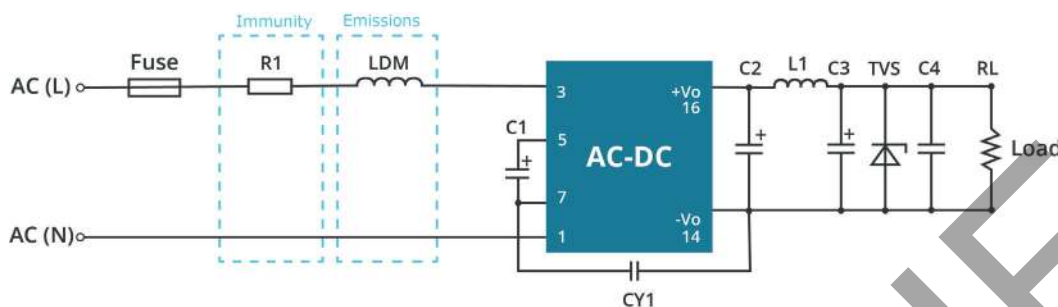 Immunity
Emissions
Fuse
R1
LDM
AC (L)
AC (N)
C1
3
5
7
1
AC-DC
+Vo
16
-Vo
14
CY1
C2
L1
C3
TVS
C4
RL
Load